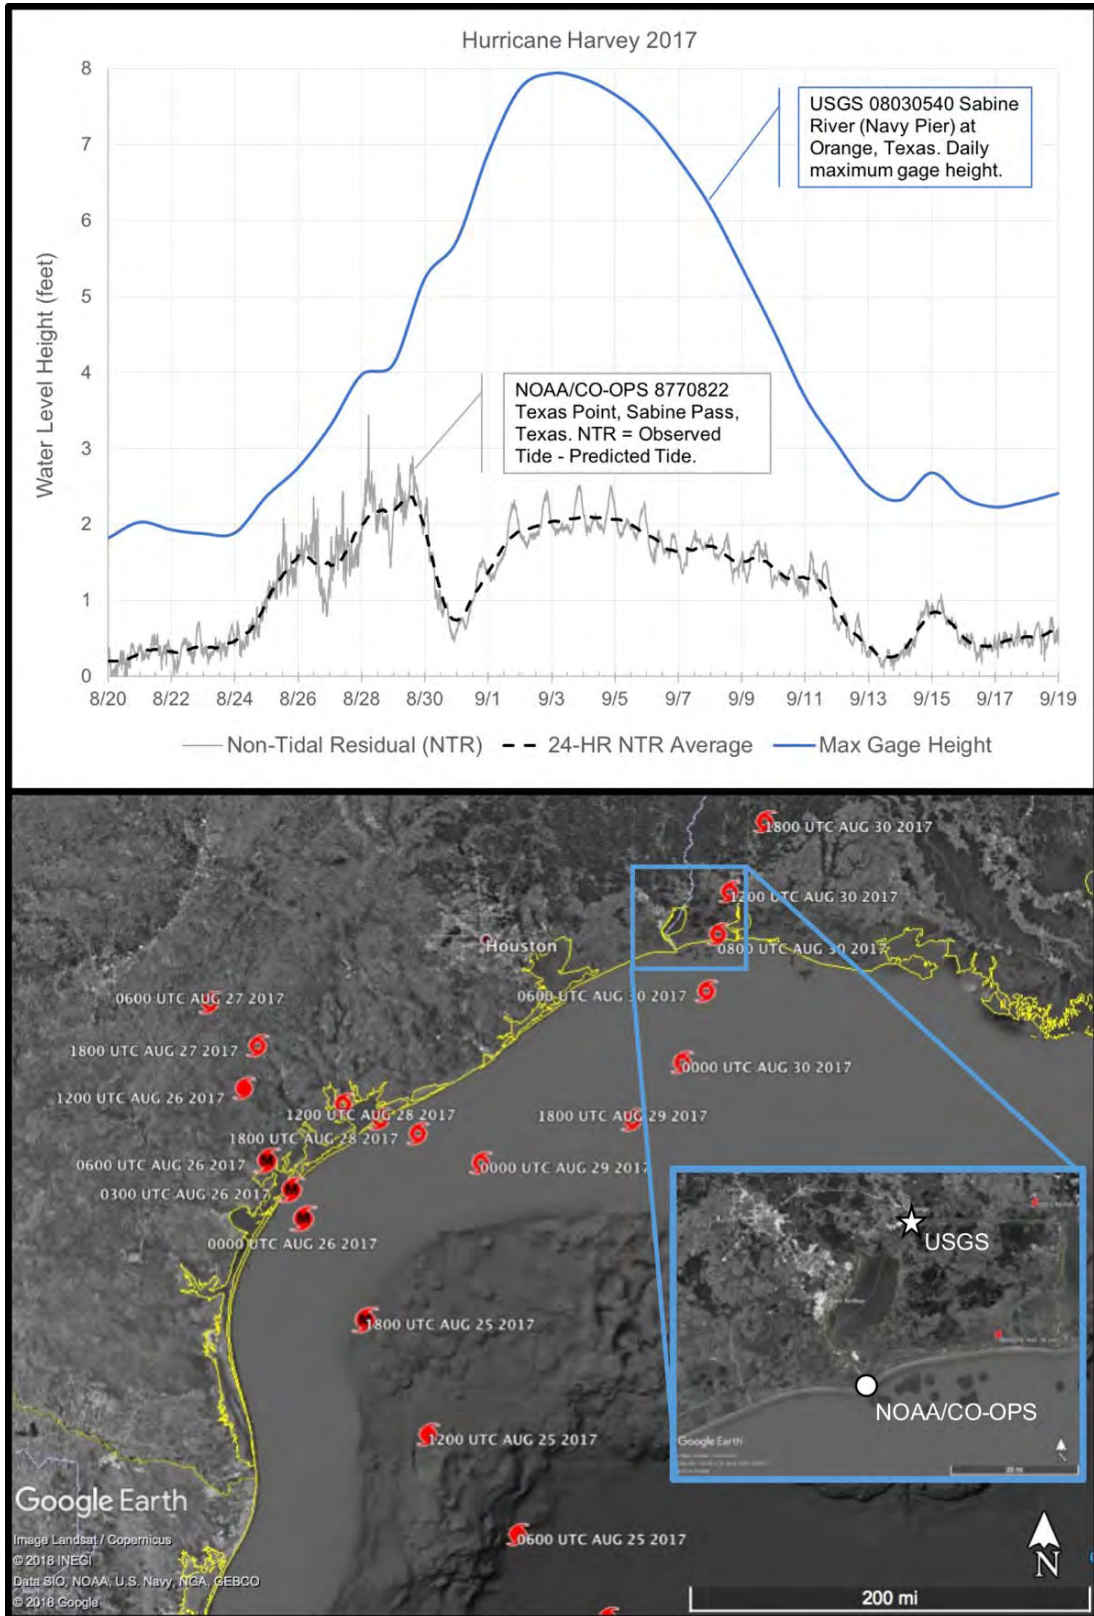 Hurricane Harvey 2017
8
7
6
5
4
3
2
1
0
Water Level Height (feet)
USGS 08030540 Sabine
River (Navy Pier) at
Orange, Texas. Daily
maximum gage height.
NOAA/CO-OPS 8770822
Texas Point, Sabine Pass,
Texas. NTR = Observed
Tide - Predicted Tide.
8/20 8/22 8/24 8/26 8/28 8/30 9/1 9/3 9/5 9/7 9/9 9/11 9/13 9/15 9/17 9/19
Non-Tidal Residual (NTR) 24-HR NTR Average Max Gage Height
1800 UTC AUG 30 2017
1200 UTC AUG 30 2017
Houston
0800 UTC AUG 30 2017
0600 UTC AUG 27 2017
0600 UTC AUG 30 2017
1800 UTC AUG 27 2017
0000 UTC AUG 30 2017
1200 UTC AUG 26 2017
1200 UTC AUG 28 2017
1800 UTC AUG 29 2017
1800 UTC AUG 28 2017
0600 UTC AUG 26 2017
0000 UTC AUG 29 2017
0300 UTC AUG 26 2017
M
M
M
0000 UTC AUG 26 2017
USGS
1800 UTC AUG 25 2017
NOAA/CO-OPS
1200 UTC AUG 25 2017
Google Earth
Google Earth
0600 UTC AUG 25 2017
Image Landsat / Copernicus
© 2018 INEGI
Data SIO, NOAA, U.S. Navy, NGA, GEBCO
© 2018 Google
N
200 mi